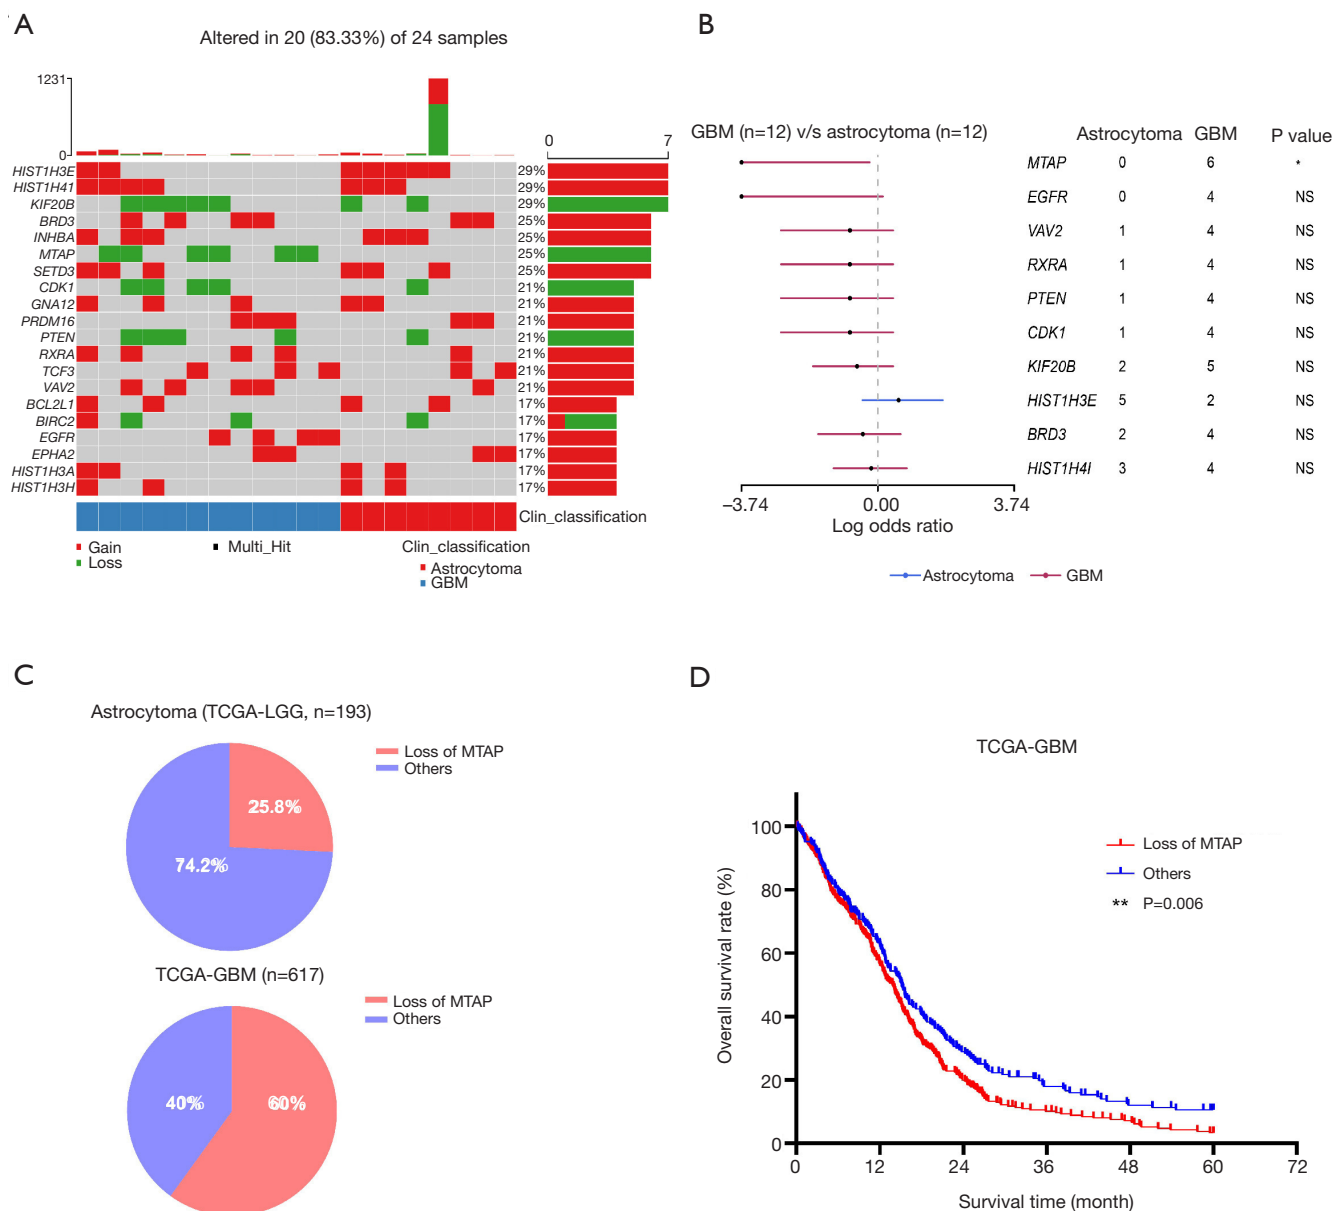 A
Altered in 20 (83.33%) of 24 samples
1231
0
0 7
HIST1H3E 29%
HIST1H41 29%
KIF20B 29%
BRD3 25%
INHBA 25%
MTAP 25%
SETD3 25%
CDK1 21%
GNA12 21%
PRDM16 21%
PTEN 21%
RXRA 21%
TCF3 21%
VAV2 21%
BCL2L1 17%
BIRC2 17%
EGFR 17%
EPHA2 17%
HIST1H3A 17%
HIST1H3H 17%
Clin_classification
Gain
Loss
Multi_Hit
Clin_classification
Astrocytoma
GBM
B
GBM (n=12) v/s astrocytoma (n=12) Astrocytoma GBM P value
MTAP 0 6 *
EGFR 0 4 NS
VAV2 1 4 NS
RXRA 1 4 NS
PTEN 1 4 NS
CDK1 1 4 NS
KIF20B 2 5 NS
HIST1H3E 5 2 NS
BRD3 2 4 NS
HIST1H4I 3 4 NS
−3.74 0.00 3.74
Log odds ratio
Astrocytoma GBM
C
Astrocytoma (TCGA-LGG, n=193)
Loss of MTAP
Others
25.8%
74.2%
TCGA-GBM (n=617)
Loss of MTAP
Others
40%
60%
D
TCGA-GBM
Loss of MTAP
Others
** P=0.006
Overall survival rate (%)
100
80
60
40
20
0
0 12 24 36 48 60 72
Survival time (month)